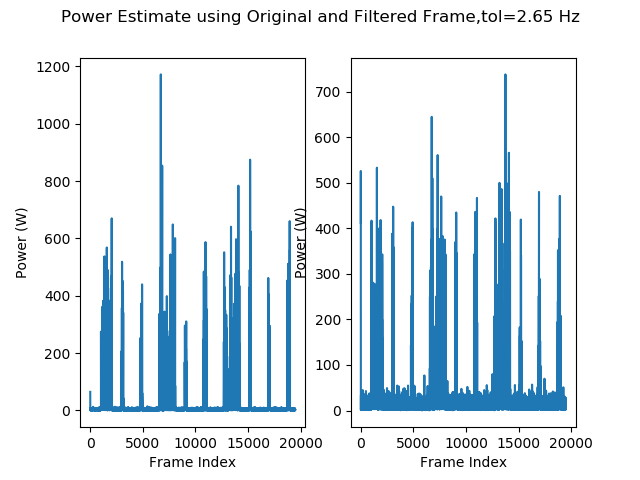 Power Estimate using Original and Filtered Frame,tol=2.65 Hz
1200
1000
800
600
400
200
0
Power (W)
0 5000 10000 15000 20000
Frame Index
700
600
500
400
300
200
100
0
Power (W)
0 5000 10000 15000 20000
Frame Index